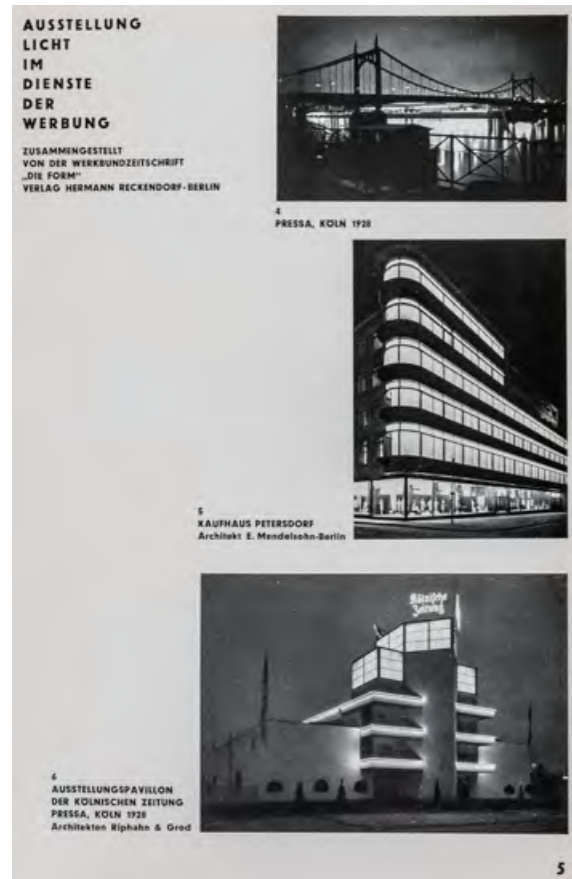 AUSSTELLUNG
LICHT
IM
DIENSTE
DER
WERBUNG
ZUSAMMENGESTELLT
VON DER WERKBUNDZEITSCHRIFT
„DIE FORM“
VERLAG HERMANN RECKENDORF-BERLIN
4
PRESSA, KÖLN 1928
5
KAUFHAUS PETERSDORF
Architekt E. Mendelsohn-Berlin
Kölnische
Zeitung
6
AUSSTELLUNGSPAVILLON
DER KÖLNISCHEN ZEITUNG
PRESSA, KÖLN 1928
Architekten Riphahn & Grod
5